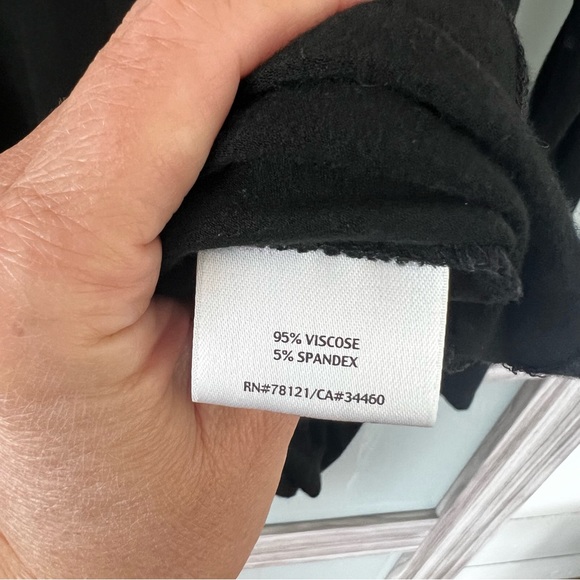 95% VISCOSE
5% SPANDEX
RN#78121/CA#34460